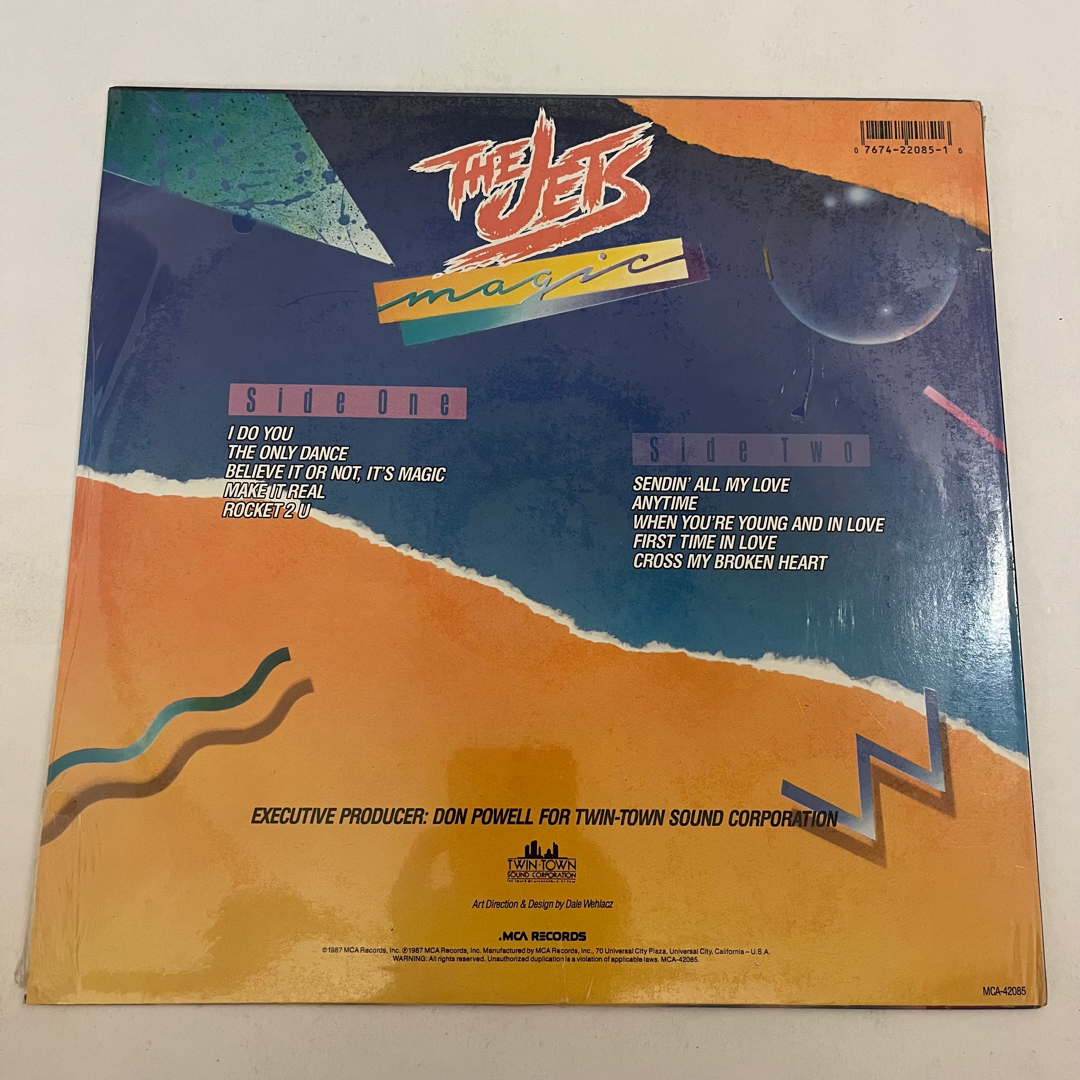 THE JETS
magic
0 7674-22085-1 6
Side One
I DO YOU
THE ONLY DANCE
BELIEVE IT OR NOT, IT'S MAGIC
MAKE IT REAL
ROCKET 2 U
Side Two
SENDIN' ALL MY LOVE
ANYTIME
WHEN YOU'RE YOUNG AND IN LOVE
FIRST TIME IN LOVE
CROSS MY BROKEN HEART
EXECUTIVE PRODUCER: DON POWELL FOR TWIN-TOWN SOUND CORPORATION
TWIN·TOWN
SOUND CORPORATION
Art Direction & Design by Dale Wehlacz
.MCA RECORDS
©1987 MCA Records, Inc. ℗1987 MCA Records, Inc. Manufactured by MCA Records, Inc., 70 Universal City Plaza, Universal City, California – U.S.A.
WARNING: All rights reserved. Unauthorized duplication is a violation of applicable laws. MCA-42085.
MCA-42085